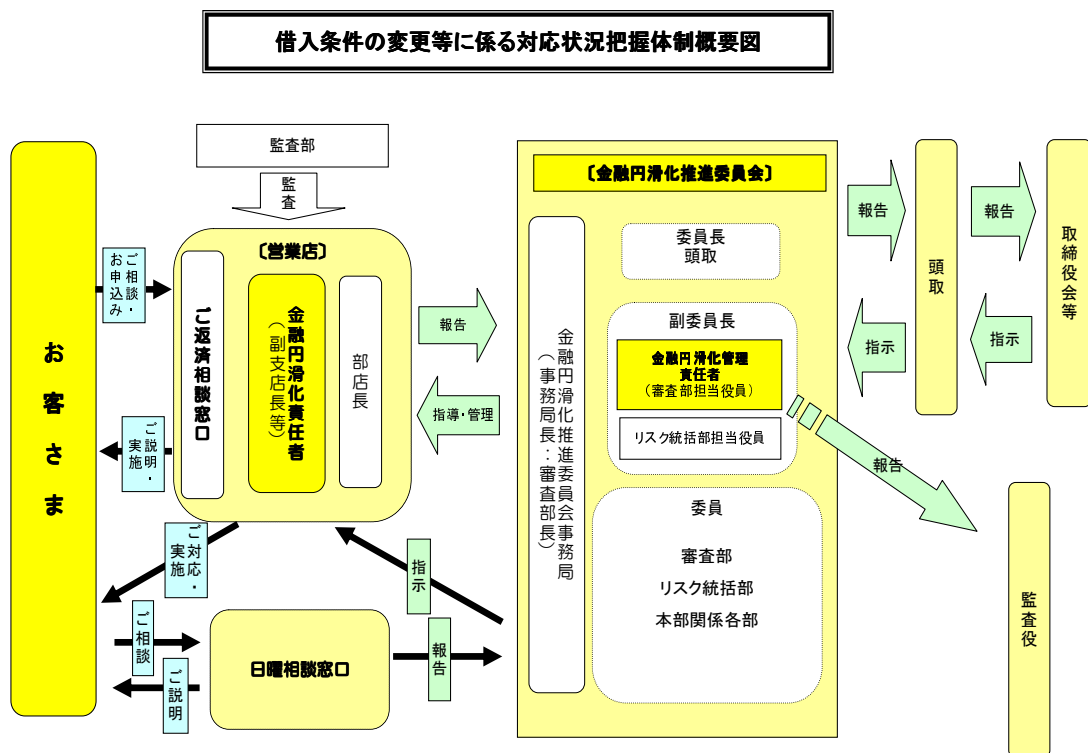 借入条件の変更等に係る対応状況把握体制概要図
お客さま
ご相談・
お申込み
ご説明・
実施
ご対応・
実施
ご相談
ご説明
監査部
監査
〔営業店〕
ご返済相談窓口
金融円滑化責任者
(副支店長等)
部店長
日曜相談窓口
報告
指導・管理
指示
報告
〔金融円滑化推進委員会〕
金融円滑化推進委員会事務局
(事務局長:審査部長)
委員長
頭取
副委員長
金融円滑化管理
責任者
(審査部担当役員)
リスク統括部担当役員
委員
審査部
リスク統括部
本部関係各部
報告
指示
頭取
報告
指示
取締役会等
報告
監査役